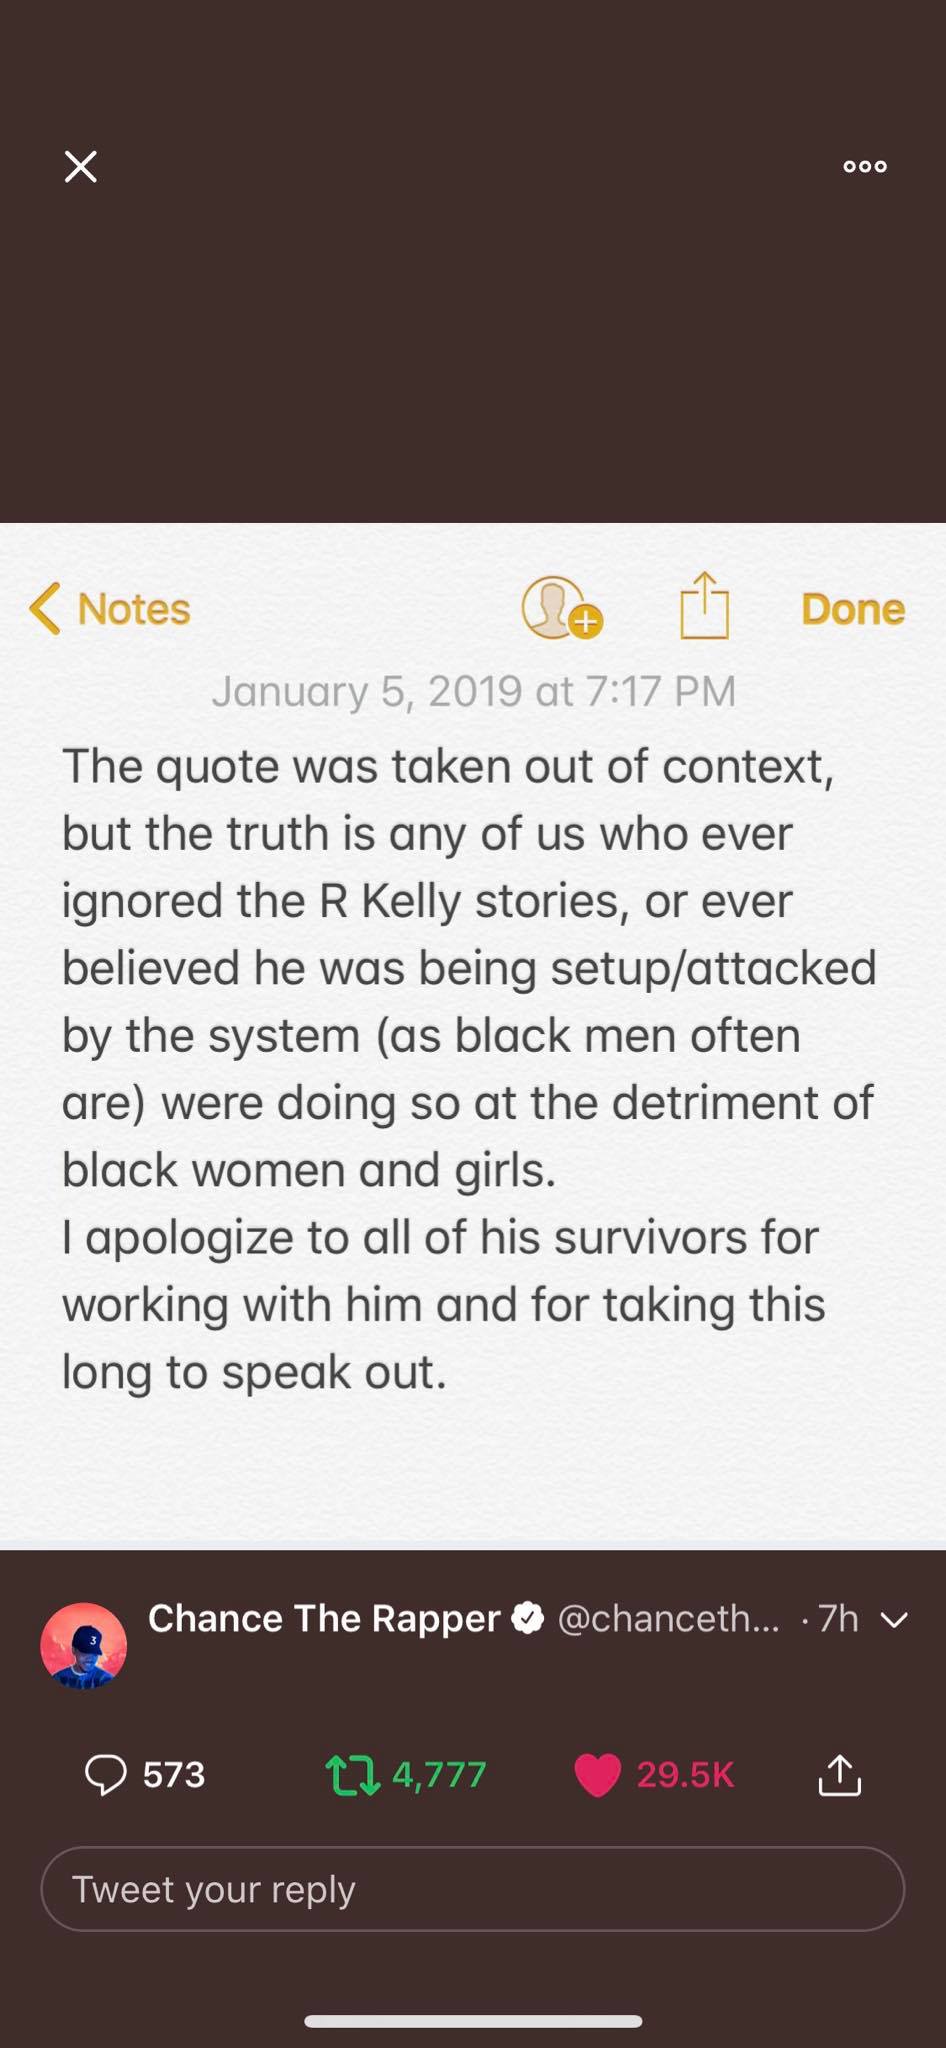 Notes
Done
January 5, 2019 at 7:17 PM
The quote was taken out of context,
but the truth is any of us who ever
ignored the R Kelly stories, or ever
believed he was being setup/attacked
by the system (as black men often
are) were doing so at the detriment of
black women and girls.
I apologize to all of his survivors for
working with him and for taking this
long to speak out.
Chance The Rapper @chanceth... · 7h
3
573 4,777 29.5K
Tweet your reply